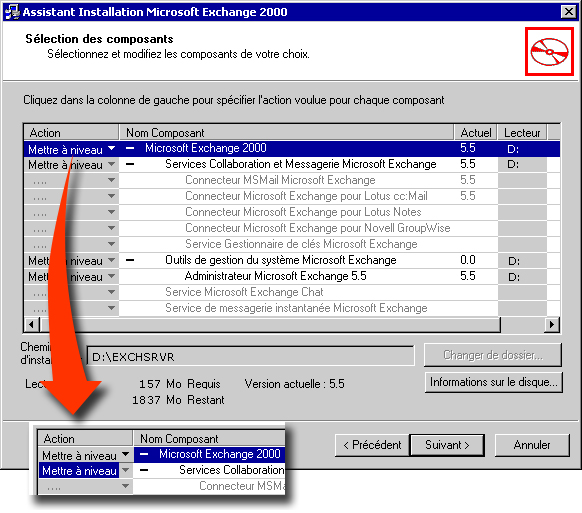 Assistant Installation Microsoft Exchange 2000
Sélection des composants
Sélectionnez et modifiez les composants de votre choix.
Cliquez dans la colonne de gauche pour spécifier l'action voulue pour chaque composant
Action Nom Composant Actuel Lecteur
Mettre à niveau Microsoft Exchange 2000 5.5 D:
Mettre à niveau Services Collaboration et Messagerie Microsoft Exchange 5.5 D:
.... Connecteur MSMail Microsoft Exchange 5.5
.... Connecteur Microsoft Exchange pour Lotus cc:Mail 5.5
.... Connecteur Microsoft Exchange pour Lotus Notes
.... Connecteur Microsoft Exchange pour Novell GroupWise
.... Service Gestionnaire de clés Microsoft Exchange
Mettre à niveau Outils de gestion du système Microsoft Exchange 0.0 D:
Mettre à niveau Administrateur Microsoft Exchange 5.5 5.5 D:
.... Service Microsoft Exchange Chat
.... Service de messagerie instantanée Microsoft Exchange
Chemin
d'insta D:\EXCHSRVR Changer de dossier...
Lect 157 Mo Requis Version actuelle : 5.5 Informations sur le disque...
1837 Mo Restant
Action Nom Composant
Mettre à niveau Microsoft Exchange 2000
Mettre à niveau Services Collaboration
.... Connecteur MSMa
< Précédent Suivant > Annuler